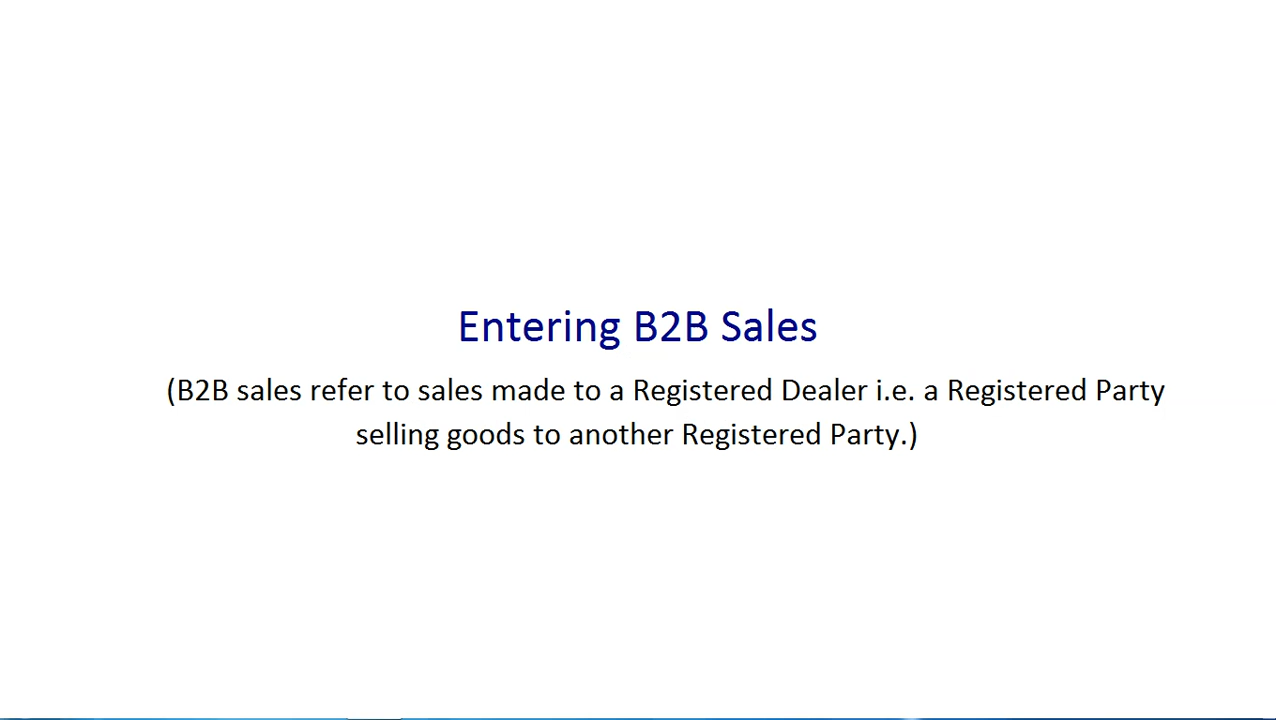 Entering B2B Sales
(B2B sales refer to sales made to a Registered Dealer i.e. a Registered Party
selling goods to another Registered Party.)